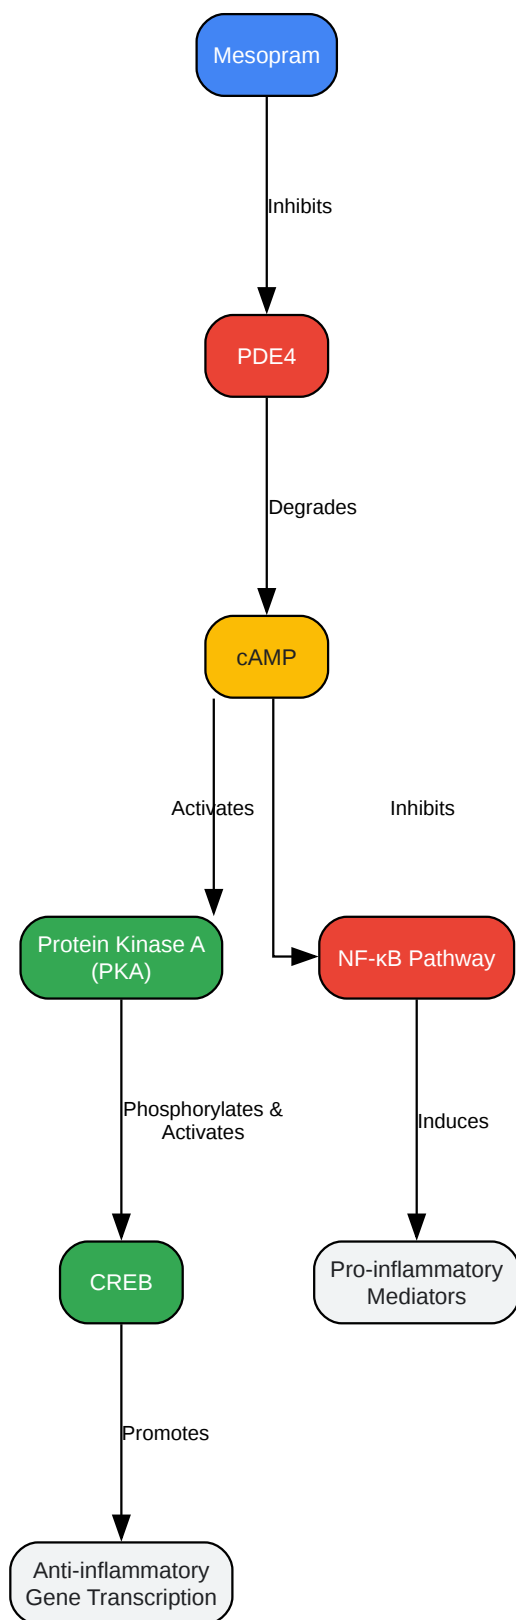 Mesopram
Inhibits
PDE4
Degrades
cAMP
Activates
Inhibits
Protein Kinase A
(PKA)
NF-κB Pathway
Phosphorylates &
Activates
Induces
CREB
Pro-inflammatory
Mediators
Promotes
Anti-inflammatory
Gene Transcription